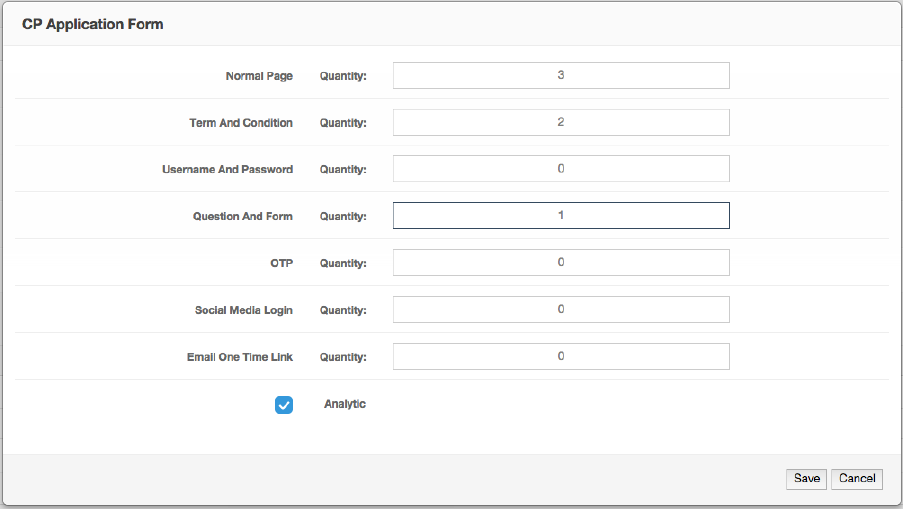 CP Application Form
Normal Page Quantity: 3
Term And Condition Quantity: 2
Username And Password Quantity: 0
Question And Form Quantity: 1
OTP Quantity: 0
Social Media Login Quantity: 0
Email One Time Link Quantity: 0
Analytic
Save Cancel